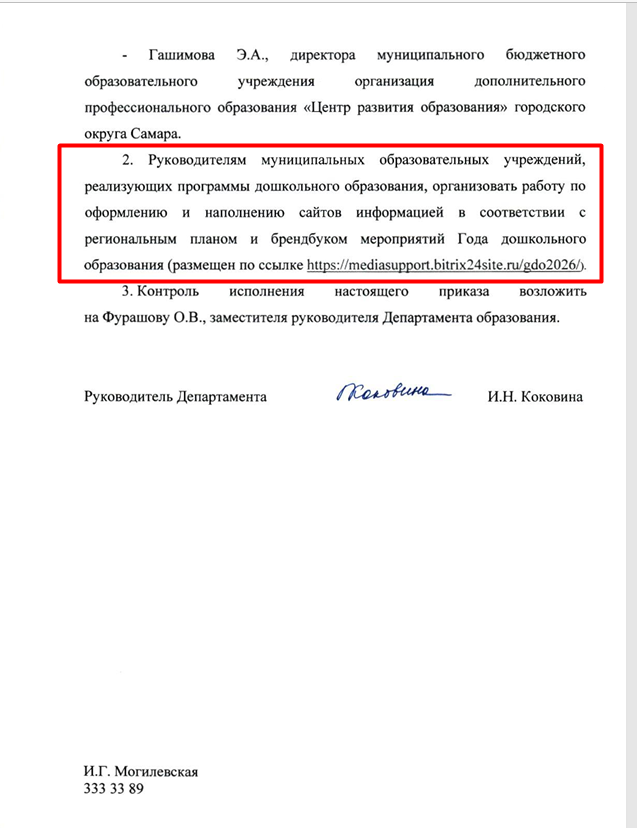 - Гашимова Э.А., директора муниципального бюджетного
образовательного учреждения организация дополнительного
профессионального образования «Центр развития образования» городского
округа Самара.
2. Руководителям муниципальных образовательных учреждений,
реализующих программы дошкольного образования, организовать работу по
оформлению и наполнению сайтов информацией в соответствии с
региональным планом и брендбуком мероприятий Года дошкольного
образования (размещен по ссылке https://mediasupport.bitrix24site.ru/gdo2026/).
3. Контроль исполнения настоящего приказа возложить
на Фурашову О.В., заместителя руководителя Департамента образования.
Руководитель Департамента Коковина И.Н. Коковина
И.Г. Могилевская
333 33 89